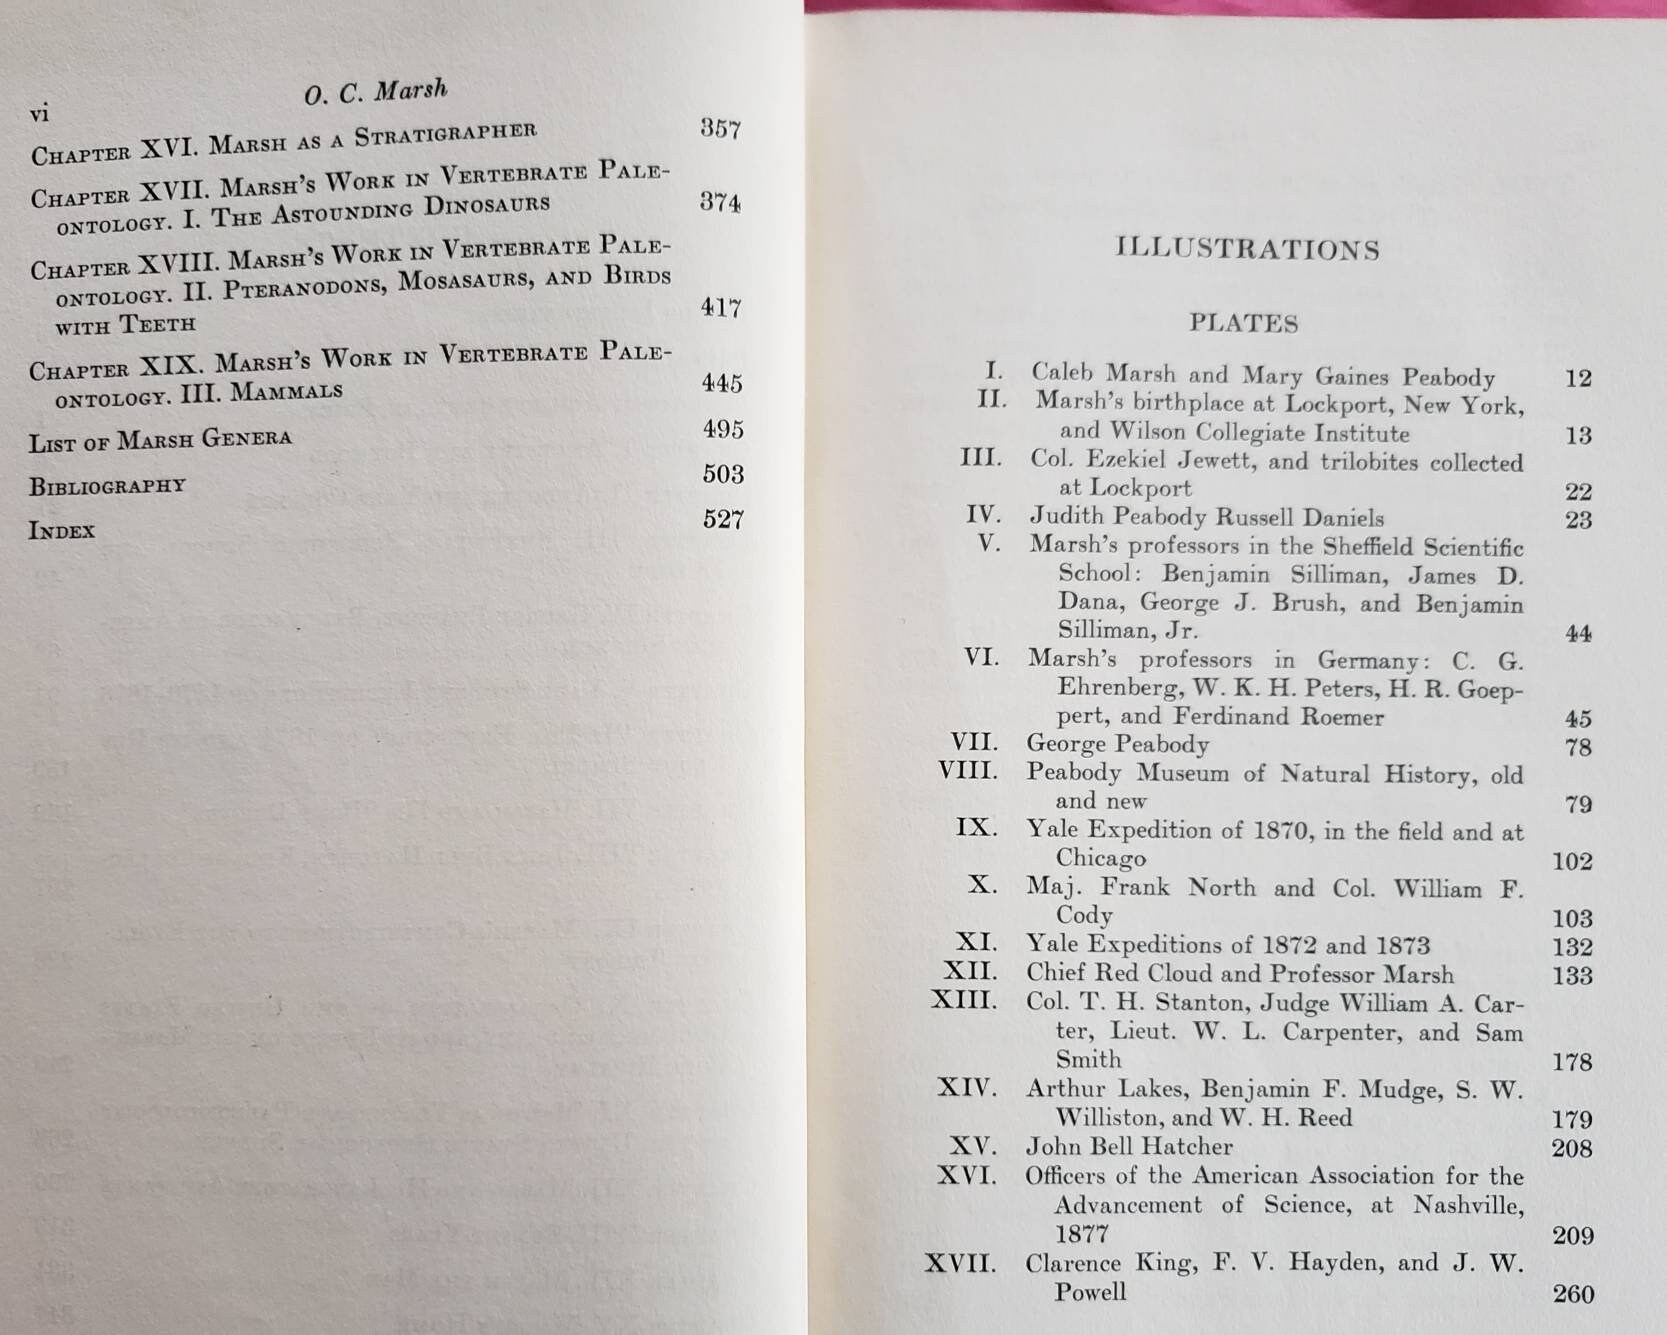 vi
O. C. Marsh
Chapter XVI. Marsh as a Stratigrapher 357
Chapter XVII. Marsh's Work in Vertebrate Pale-
ontology. I. The Astounding Dinosaurs 374
Chapter XVIII. Marsh's Work in Vertebrate Pale-
ontology. II. Pteranodons, Mosasaurs, and Birds
with Teeth 417
Chapter XIX. Marsh's Work in Vertebrate Pale-
ontology. III. Mammals 445
List of Marsh Genera 495
Bibliography 503
Index 527
ILLUSTRATIONS
PLATES
I. Caleb Marsh and Mary Gaines Peabody 12
II. Marsh's birthplace at Lockport, New York,
and Wilson Collegiate Institute 13
III. Col. Ezekiel Jewett, and trilobites collected
at Lockport 22
IV. Judith Peabody Russell Daniels 23
V. Marsh's professors in the Sheffield Scientific
School: Benjamin Silliman, James D.
Dana, George J. Brush, and Benjamin
Silliman, Jr. 44
VI. Marsh's professors in Germany: C. G.
Ehrenberg, W. K. H. Peters, H. R. Goep-
pert, and Ferdinand Roemer 45
VII. George Peabody 78
VIII. Peabody Museum of Natural History, old
and new 79
IX. Yale Expedition of 1870, in the field and at
Chicago 102
X. Maj. Frank North and Col. William F.
Cody 103
XI. Yale Expeditions of 1872 and 1873 132
XII. Chief Red Cloud and Professor Marsh 133
XIII. Col. T. H. Stanton, Judge William A. Car-
ter, Lieut. W. L. Carpenter, and Sam
Smith 178
XIV. Arthur Lakes, Benjamin F. Mudge, S. W.
Williston, and W. H. Reed 179
XV. John Bell Hatcher 208
XVI. Officers of the American Association for the
Advancement of Science, at Nashville,
1877 209
XVII. Clarence King, F. V. Hayden, and J. W.
Powell 260